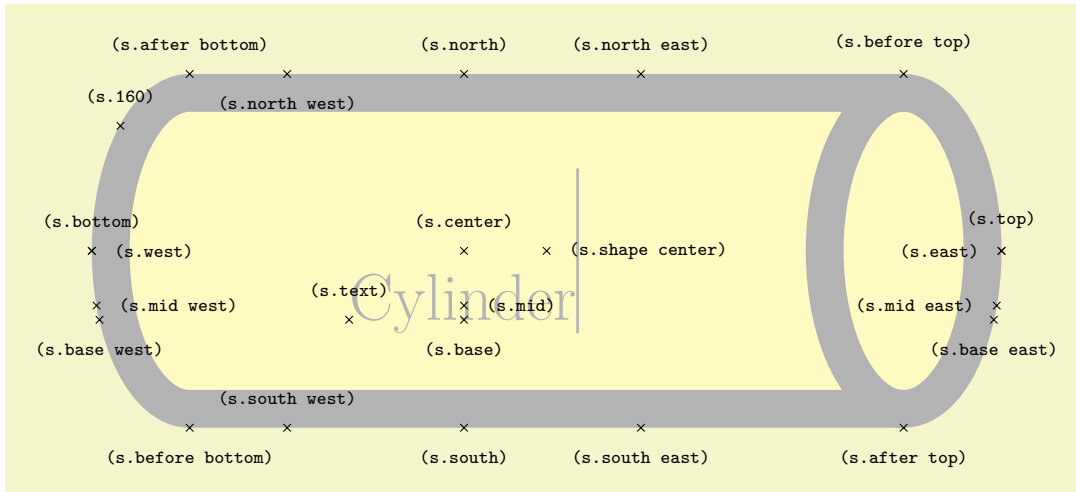 (s.before top)
(s.after bottom) (s.north) (s.north east)
(s.160)
(s.north west)
(s.top)
(s.bottom) (s.center)
(s.west) (s.shape center) (s.east)
(s.text)
Cylinder
(s.mid west) (s.mid) (s.mid east)
(s.base west) (s.base) (s.base east)
(s.south west)
(s.before bottom) (s.south) (s.south east) (s.after top)